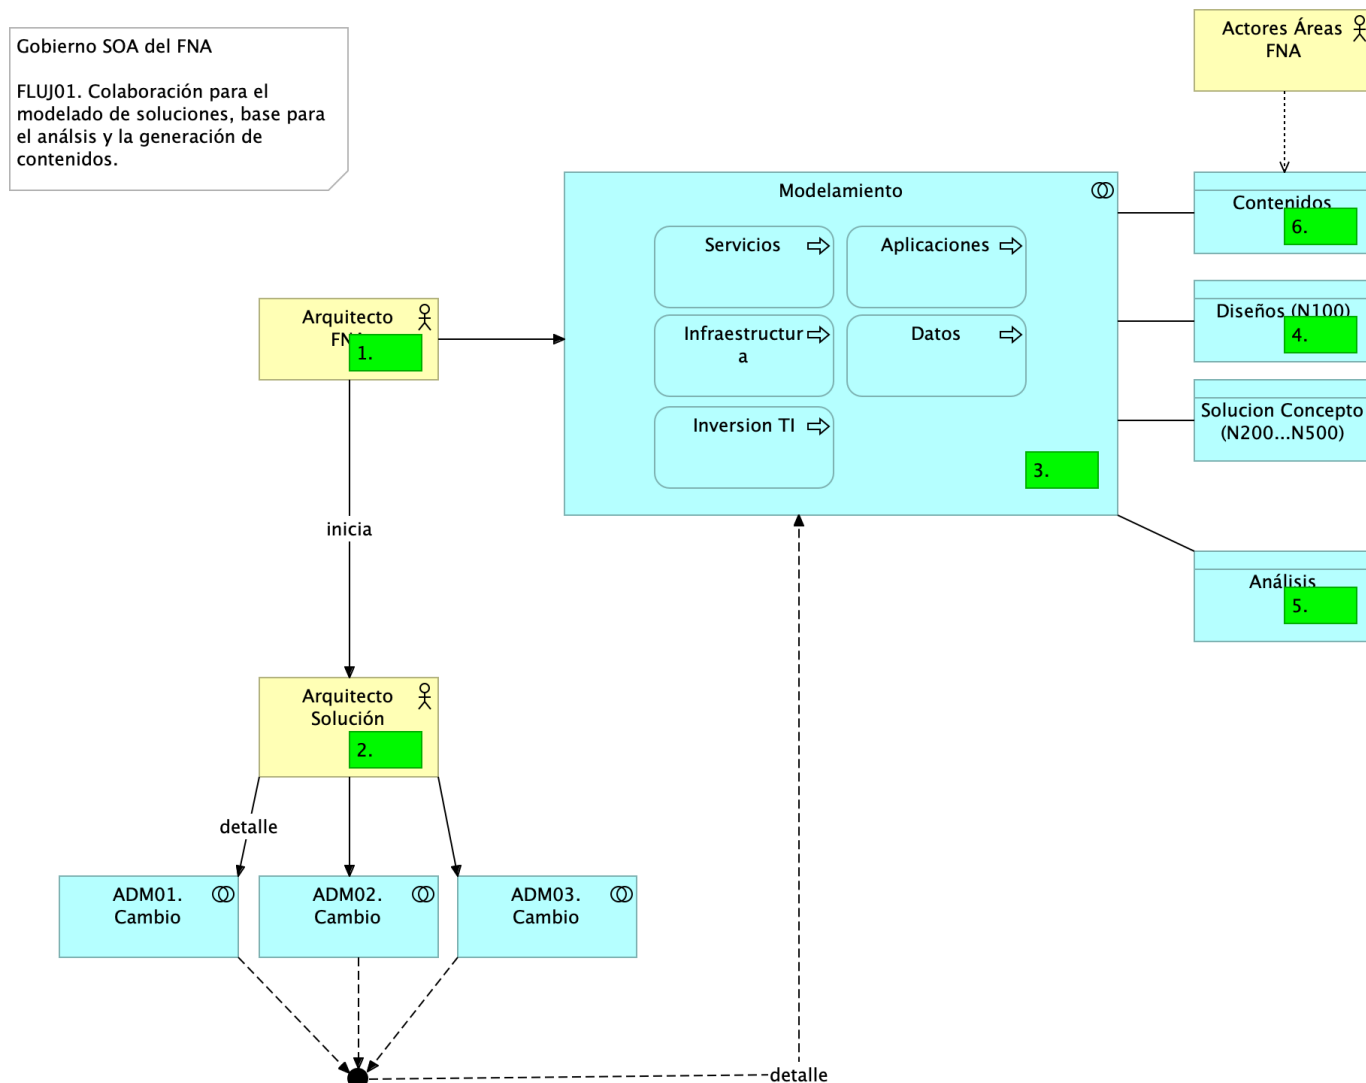 Gobierno SOA del FNA
FLUJ01. Colaboración para el
modelado de soluciones, base para
el análsis y la generación de
contenidos.
Actores Áreas
FNA
Modelamiento
Servicios
Aplicaciones
Infraestructur
a
Datos
Inversion TI
3.
Contenidos
6.
Diseños (N100)
4.
Solucion Concepto
(N200...N500)
Análisis
5.
Arquitecto
FNA
1.
inicia
Arquitecto
Solución
2.
detalle
ADM01.
Cambio
ADM02.
Cambio
ADM03.
Cambio
detalle